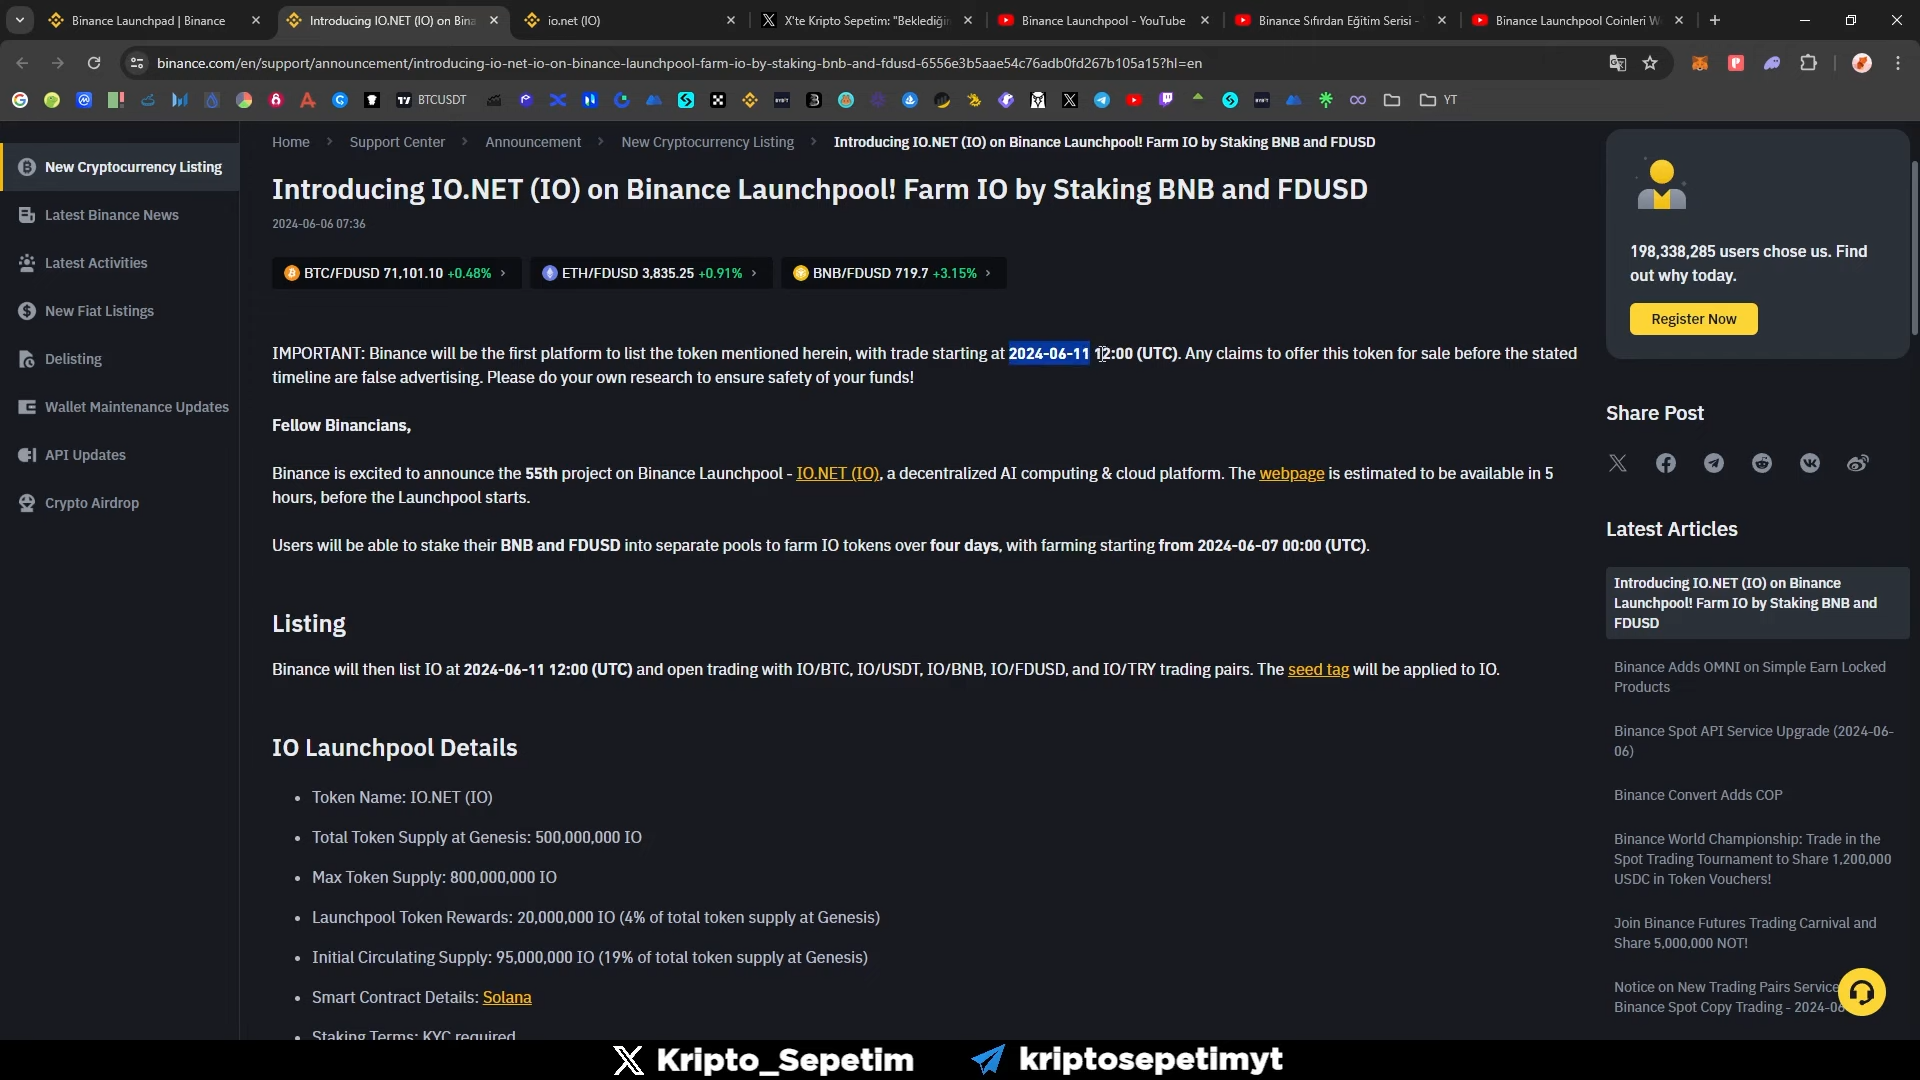 Binance Launchpad | Binance
Introducing IO.NET (IO) on Bina
io.net (IO)
X'te Kripto Sepetim: "Beklediğin
Binance Launchpool - YouTube
Binance Sıfırdan Eğitim Serisi -
Binance Launchpool Coinleri
binance.com/en/support/announcement/introducing-io-net-io-on-binance-launchpool-farm-io-by-staking-bnb-and-fdusd-6556e3b5aae54c76adb0fd267b105a15?hl=en
BTCUSDT
YT
Home > Support Center > Announcement > New Cryptocurrency Listing > Introducing IO.NET (IO) on Binance Launchpool! Farm IO by Staking BNB and FDUSD
New Cryptocurrency Listing
Latest Binance News
Latest Activities
New Fiat Listings
Delisting
Wallet Maintenance Updates
API Updates
Crypto Airdrop
Introducing IO.NET (IO) on Binance Launchpool! Farm IO by Staking BNB and FDUSD
2024-06-06 07:36
BTC/FDUSD 71,101.10 +0.48% >
ETH/FDUSD 3,835.25 +0.91% >
BNB/FDUSD 719.7 +3.15% >
IMPORTANT: Binance will be the first platform to list the token mentioned herein, with trade starting at 2024-06-11 12:00 (UTC). Any claims to offer this token for sale before the stated
timeline are false advertising. Please do your own research to ensure safety of your funds!
Fellow Binancians,
Binance is excited to announce the 55th project on Binance Launchpool - IO.NET (IO), a decentralized AI computing & cloud platform. The webpage is estimated to be available in 5
hours, before the Launchpool starts.
Users will be able to stake their BNB and FDUSD into separate pools to farm IO tokens over four days, with farming starting from 2024-06-07 00:00 (UTC).
Listing
Binance will then list IO at 2024-06-11 12:00 (UTC) and open trading with IO/BTC, IO/USDT, IO/BNB, IO/FDUSD, and IO/TRY trading pairs. The seed tag will be applied to IO.
IO Launchpool Details
• Token Name: IO.NET (IO)
• Total Token Supply at Genesis: 500,000,000 IO
• Max Token Supply: 800,000,000 IO
• Launchpool Token Rewards: 20,000,000 IO (4% of total token supply at Genesis)
• Initial Circulating Supply: 95,000,000 IO (19% of total token supply at Genesis)
• Smart Contract Details: Solana
• Staking Terms: KYC required
198,338,285 users chose us. Find
out why today.
Register Now
Share Post
Latest Articles
Introducing IO.NET (IO) on Binance
Launchpool! Farm IO by Staking BNB and
FDUSD
Binance Adds OMNI on Simple Earn Locked
Products
Binance Spot API Service Upgrade (2024-06-
06)
Binance Convert Adds COP
Binance World Championship: Trade in the
Spot Trading Tournament to Share 1,200,000
USDC in Token Vouchers!
Join Binance Futures Trading Carnival and
Share 5,000,000 NOT!
Notice on New Trading Pairs Service
Binance Spot Copy Trading - 2024-06
Kripto_Sepetim
kriptosepetimyt